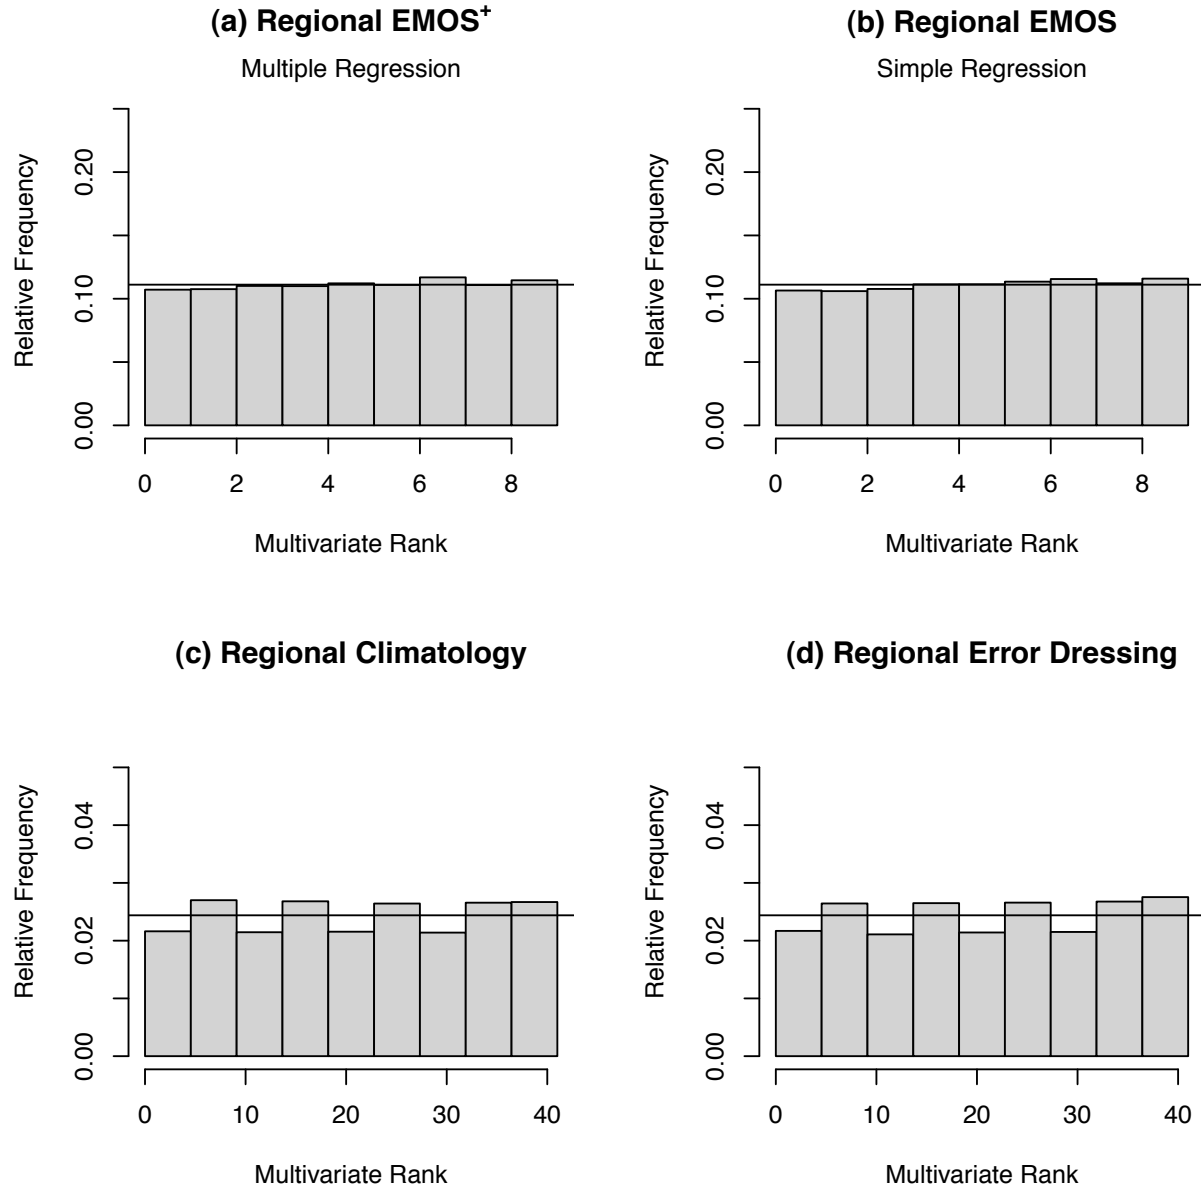 (a) Regional EMOS+
Multiple Regression
Relative Frequency
0.00 0.10 0.20
0 2 4 6 8
Multivariate Rank
(b) Regional EMOS
Simple Regression
Relative Frequency
0.00 0.10 0.20
0 2 4 6 8
Multivariate Rank
(c) Regional Climatology
Relative Frequency
0.00 0.02 0.04
0 10 20 30 40
Multivariate Rank
(d) Regional Error Dressing
Relative Frequency
0.00 0.02 0.04
0 10 20 30 40
Multivariate Rank